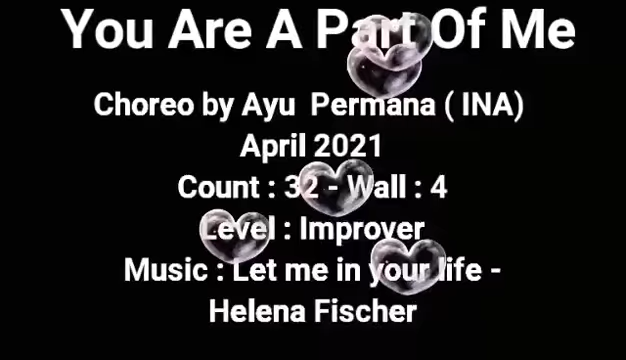 You Are A Part Of Me
Choreo by Ayu Permana ( INA)
April 2021
Count : 32 - Wall : 4
Level : Improver
Music : Let me in your life -
Helena Fischer